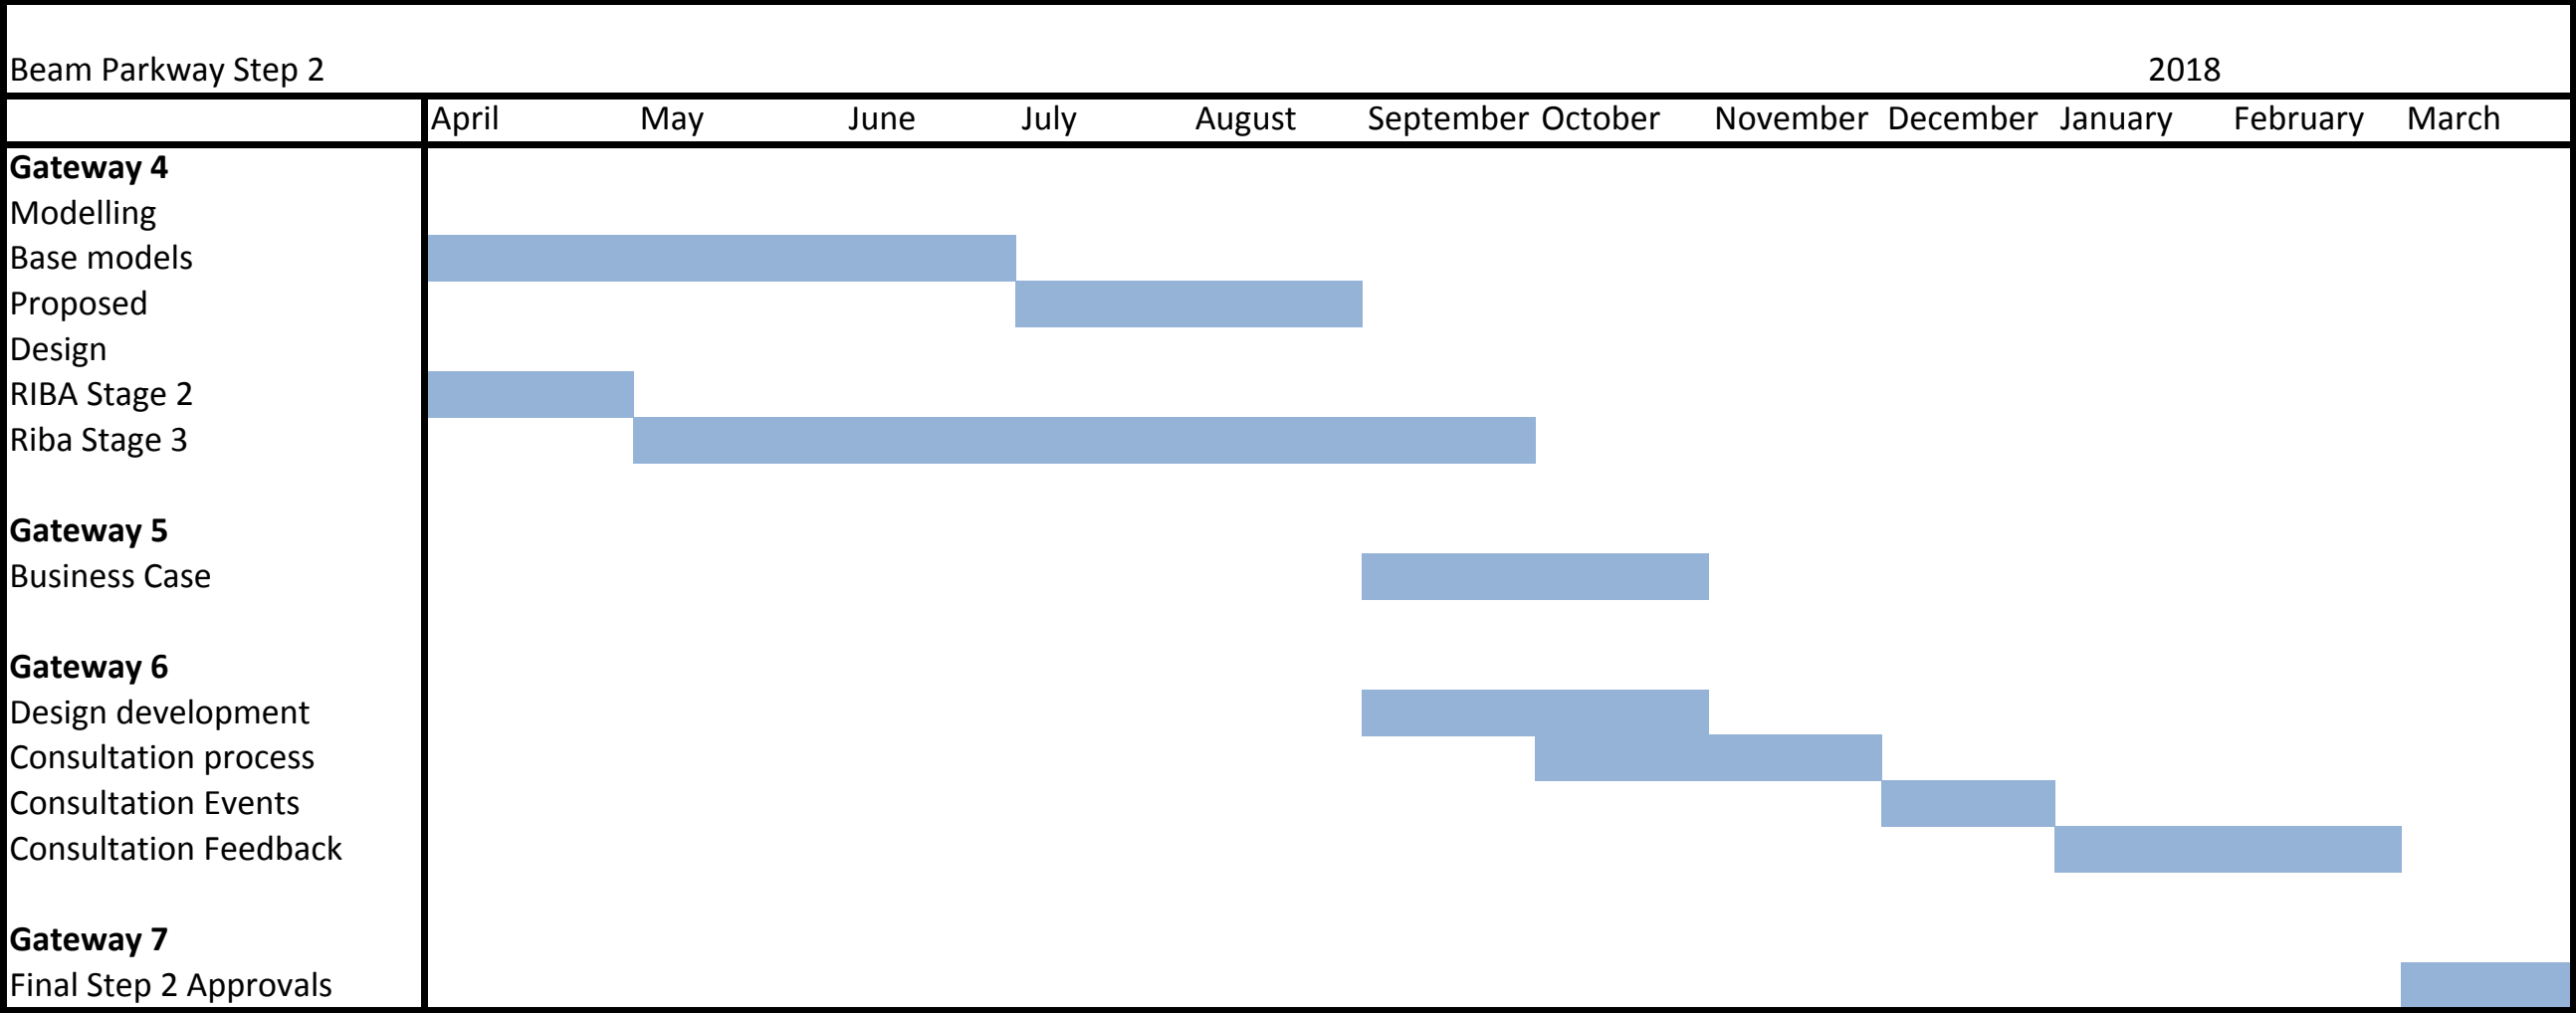 Beam Parkway Step 2 2018
April May June July August September October November December January February March
Gateway 4
Modelling
Base models
Proposed
Design
RIBA Stage 2
Riba Stage 3
Gateway 5
Business Case
Gateway 6
Design development
Consultation process
Consultation Events
Consultation Feedback
Gateway 7
Final Step 2 Approvals